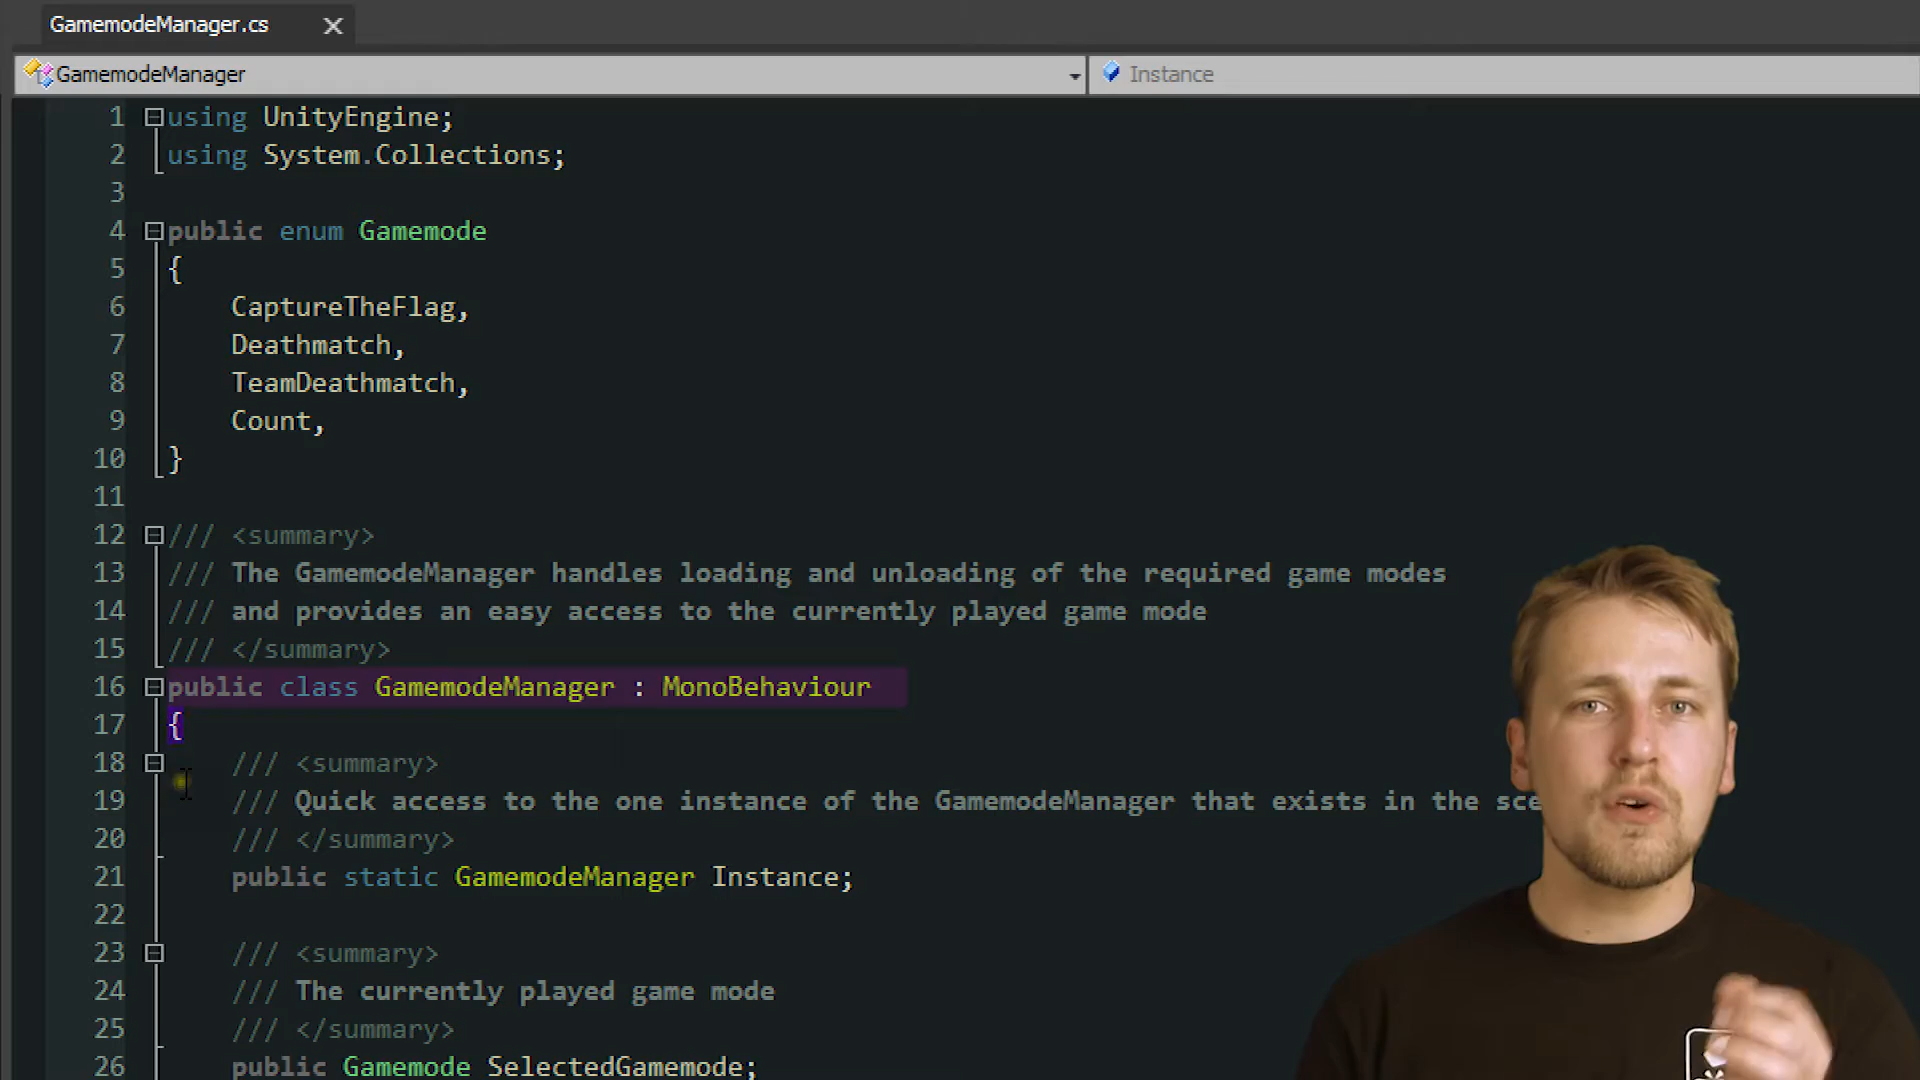 GamemodeManager.cs
GamemodeManager
Instance
1 using UnityEngine;
2 using System.Collections;
3
4 public enum Gamemode
5 {
6 CaptureTheFlag,
7 Deathmatch,
8 TeamDeathmatch,
9 Count,
10 }
11
12 /// <summary>
13 /// The GamemodeManager handles loading and unloading of the required game modes
14 /// and provides an easy access to the currently played game mode
15 /// </summary>
16 public class GamemodeManager : MonoBehaviour
17 {
18 /// <summary>
19 /// Quick access to the one instance of the GamemodeManager that exists in the sce
20 /// </summary>
21 public static GamemodeManager Instance;
22
23 /// <summary>
24 /// The currently played game mode
25 /// </summary>
26 public Gamemode SelectedGamemode;